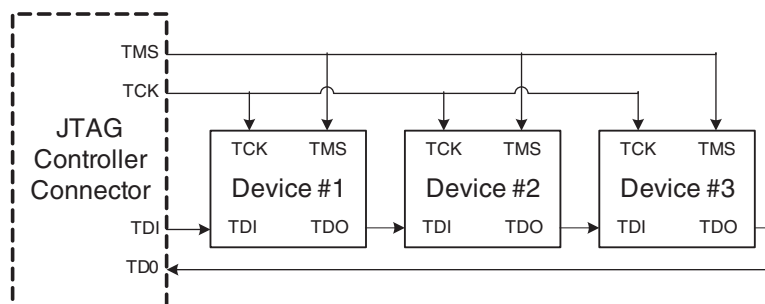 TMS
TCK
JTAG
Controller
Connector
TDI
TD0
TCK TMS
Device #1
TDI TDO
TCK TMS
Device #2
TDI TDO
TCK TMS
Device #3
TDI TDO